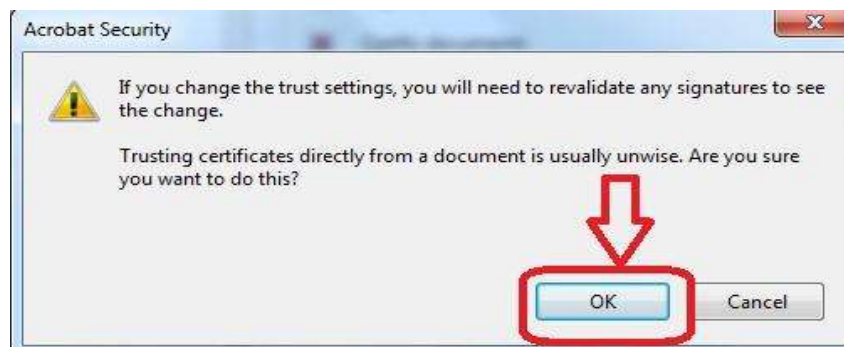 Acrobat Security
If you change the trust settings, you will need to revalidate any signatures to see
the change.
Trusting certificates directly from a document is usually unwise. Are you sure
you want to do this?
OK
Cancel